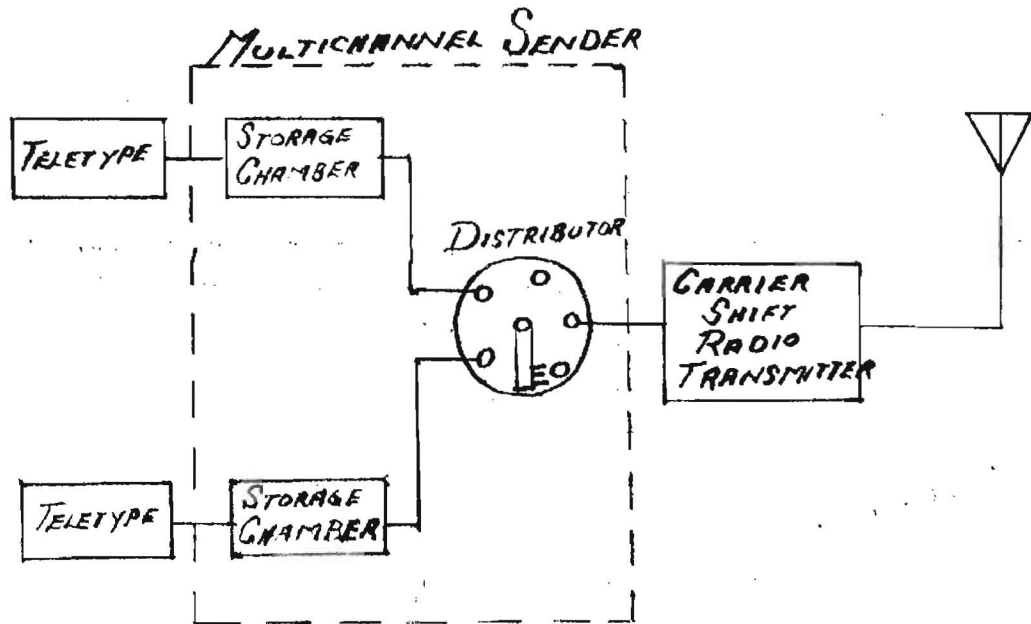 MULTICHANNEL SENDER
TELETYPE
STORAGE
CHAMBER
DISTRIBUTOR
CARRIER
SHIFT
RADIO
TRANSMITTER
TELETYPE
STORAGE
CHAMBER